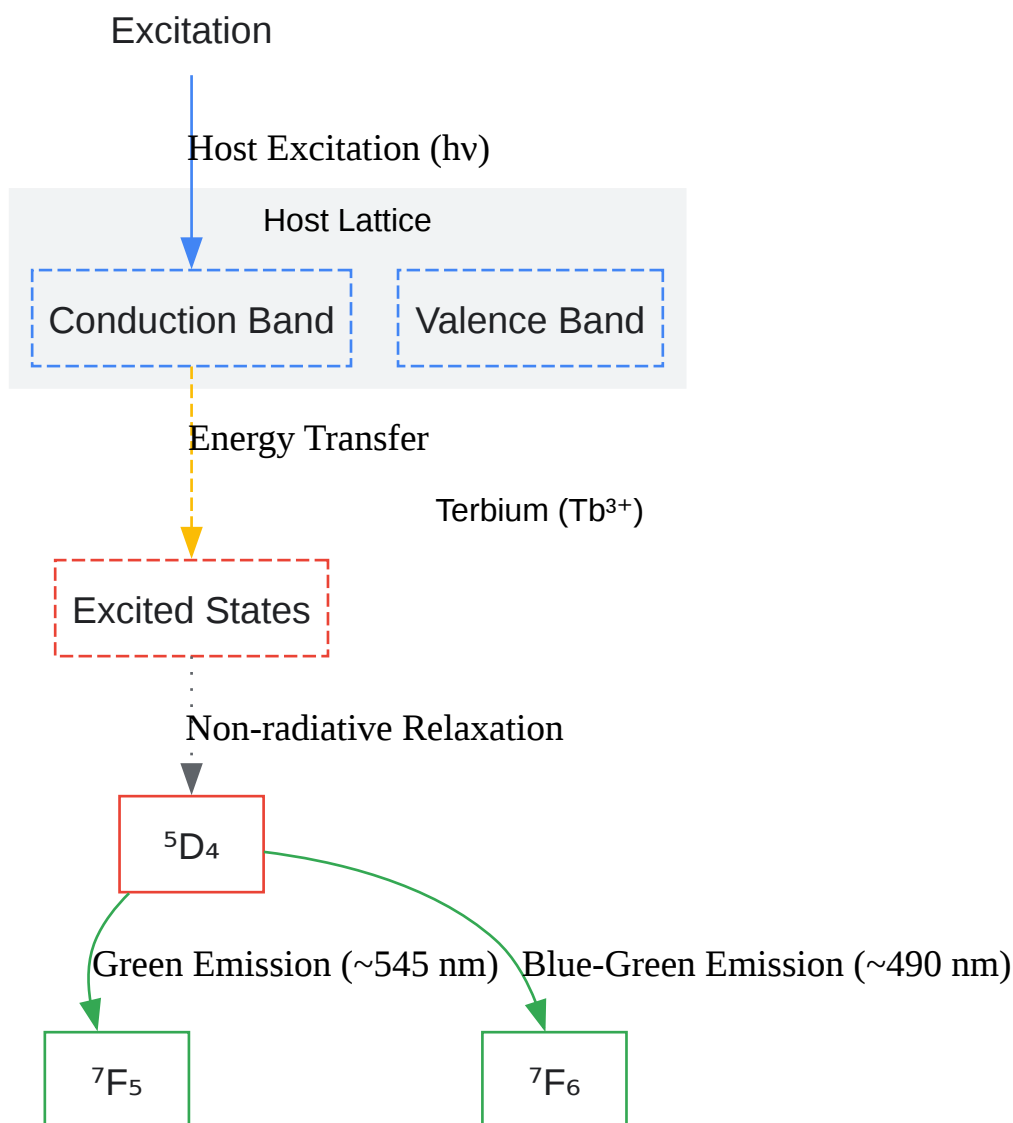 Excitation
Host Excitation (hν)
Host Lattice
Conduction Band
Valence Band
Energy Transfer
Terbium (Tb³⁺)
Excited States
Non-radiative Relaxation
⁵D₄
Green Emission (~545 nm)
Blue-Green Emission (~490 nm)
⁷F₅
⁷F₆